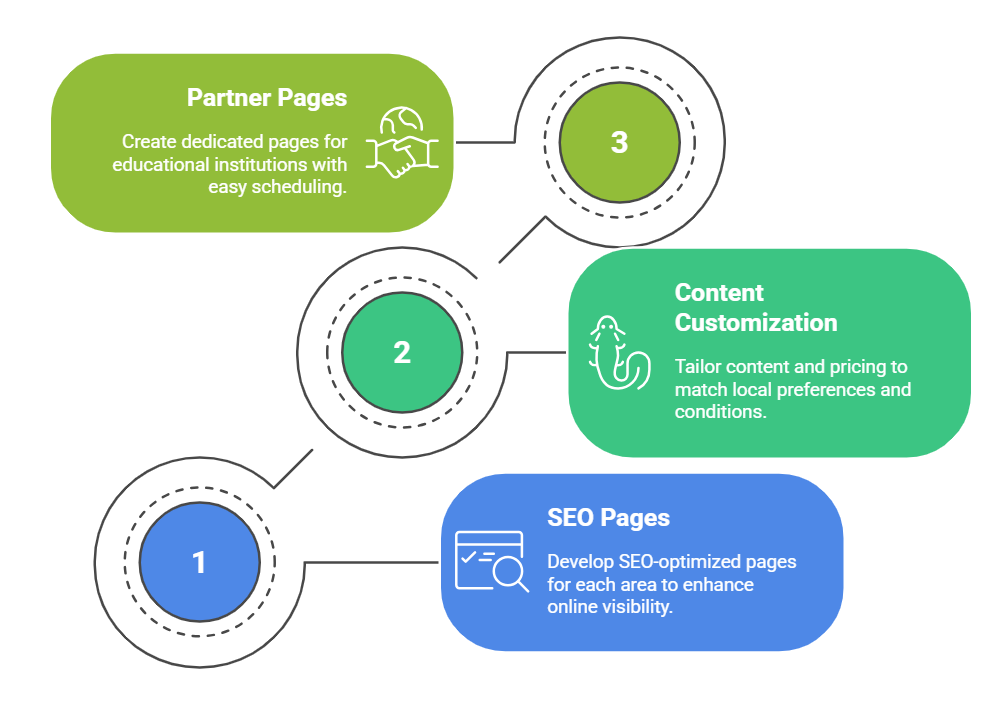 Partner Pages
Create dedicated pages for
educational institutions with
easy scheduling.
3
Content
Customization
Tailor content and pricing to
match local preferences and
conditions.
2
SEO Pages
Develop SEO-optimized pages
for each area to enhance
online visibility.
1